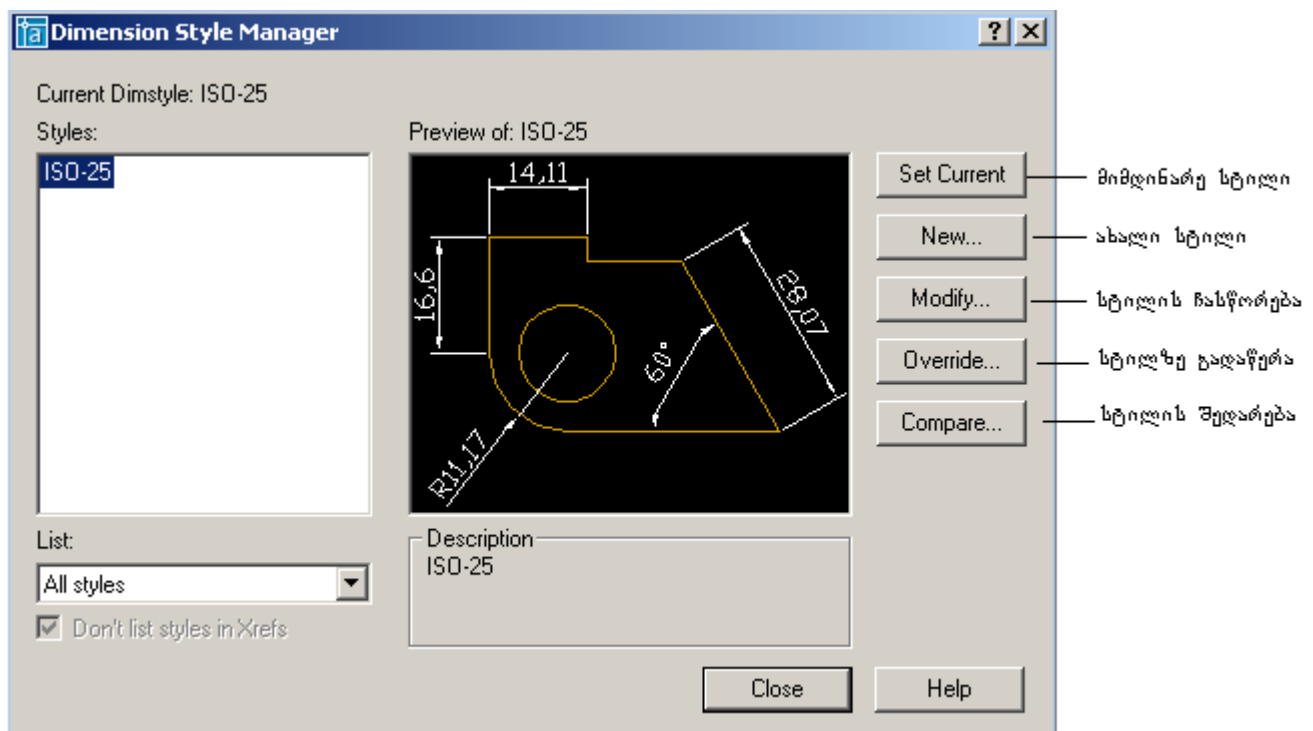 Dimension Style Manager
Current Dimstyle: ISO-25
Styles:
ISO-25
Preview of: ISO-25
14,11
16,6
28,07
60°
R11,17
Set Current
მიმდინარე სტილი
New...
ახალი სტილი
Modify...
სტილის ჩასწორება
Override...
სტილზე გადაწერა
Compare...
სტილის შედარება
List:
All styles
Don't list styles in Xrefs
Description
ISO-25
Close
Help